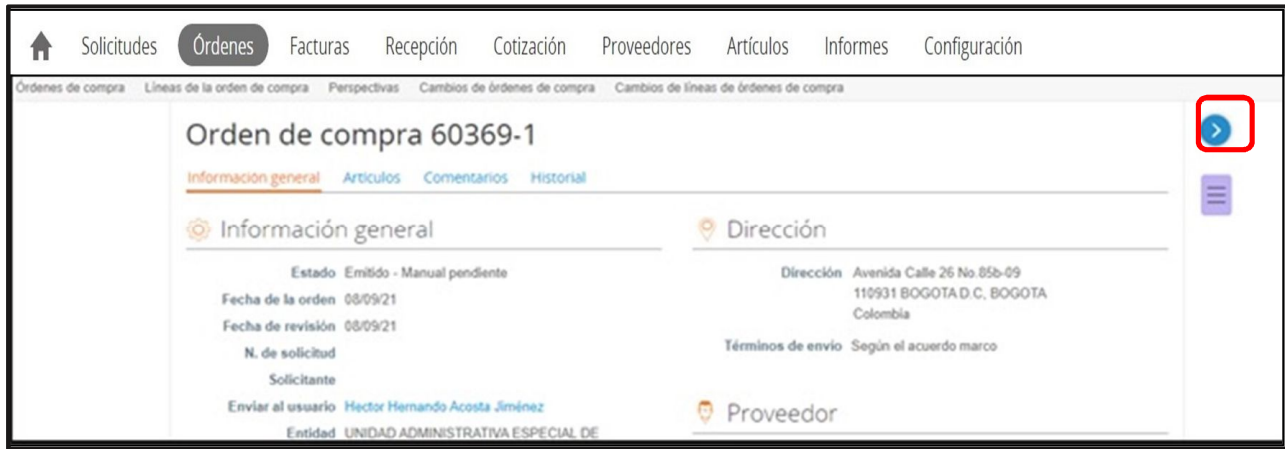 Solicitudes Órdenes Facturas Recepción Cotización Proveedores Artículos Informes Configuración
Órdenes de compra Líneas de la orden de compra Perspectivas Cambios de órdenes de compra Cambios de líneas de órdenes de compra
Orden de compra 60369-1
Información general Artículos Comentarios Historial
Información general
Estado Emitido - Manual pendiente
Fecha de la orden 08/09/21
Fecha de revisión 08/09/21
N. de solicitud
Solicitante
Enviar al usuario Hector Hernando Acosta Jiménez
Entidad UNIDAD ADMINISTRATIVA ESPECIAL DE
Dirección
Dirección Avenida Calle 26 No.85b-09
110931 BOGOTA D.C, BOGOTA
Colombia
Términos de envío Según el acuerdo marco
Proveedor